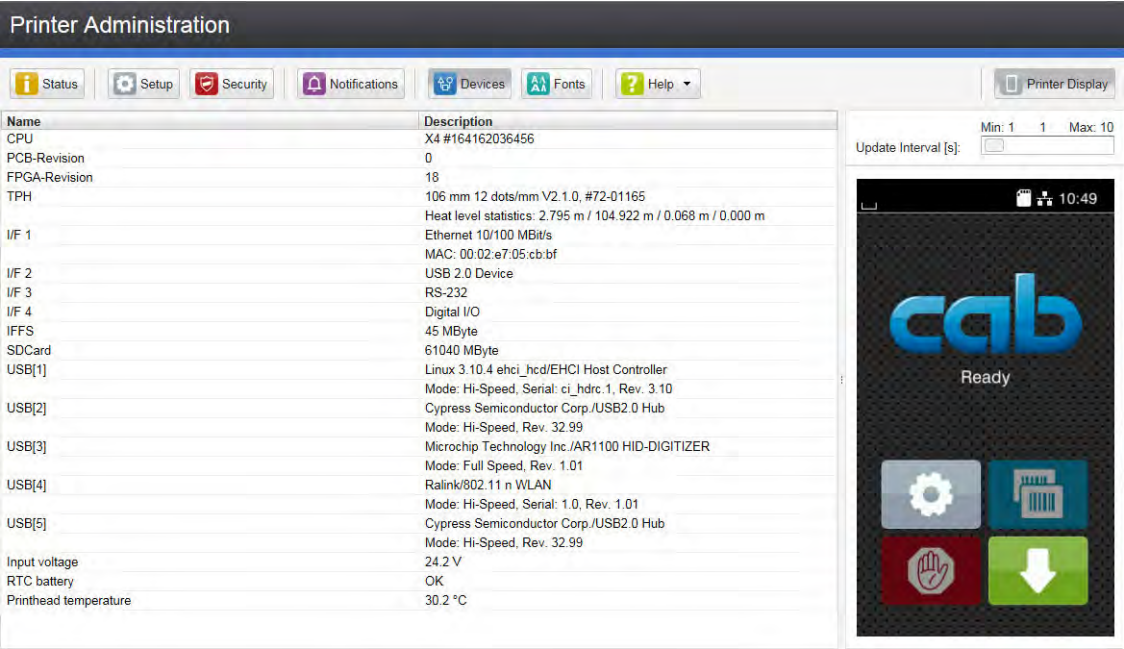 Printer Administration
Status Setup Security Notifications Devices Fonts Help Printer Display
Name Description
CPU X4 #164162036456
PCB-Revision 0
FPGA-Revision 18
TPH 106 mm 12 dots/mm V2.1.0, #72-01165
Heat level statistics: 2.795 m / 104.922 m / 0.068 m / 0.000 m
I/F 1 Ethernet 10/100 MBit/s
MAC: 00:02:e7:05:cb:bf
I/F 2 USB 2.0 Device
I/F 3 RS-232
I/F 4 Digital I/O
IFFS 45 MByte
SDCard 61040 MByte
USB[1] Linux 3.10.4 ehci_hcd/EHCI Host Controller
Mode: Hi-Speed, Serial: ci_hdrc.1, Rev. 3.10
USB[2] Cypress Semiconductor Corp./USB2.0 Hub
Mode: Hi-Speed, Rev. 32.99
USB[3] Microchip Technology Inc./AR1100 HID-DIGITIZER
Mode: Full Speed, Rev. 1.01
USB[4] Ralink/802.11 n WLAN
Mode: Hi-Speed, Serial: 1.0, Rev. 1.01
USB[5] Cypress Semiconductor Corp./USB2.0 Hub
Mode: Hi-Speed, Rev. 32.99
Input voltage 24.2 V
RTC battery OK
Printhead temperature 30.2 °C
Min: 1 1 Max: 10
Update Interval [s]:
10:49
cab
Ready